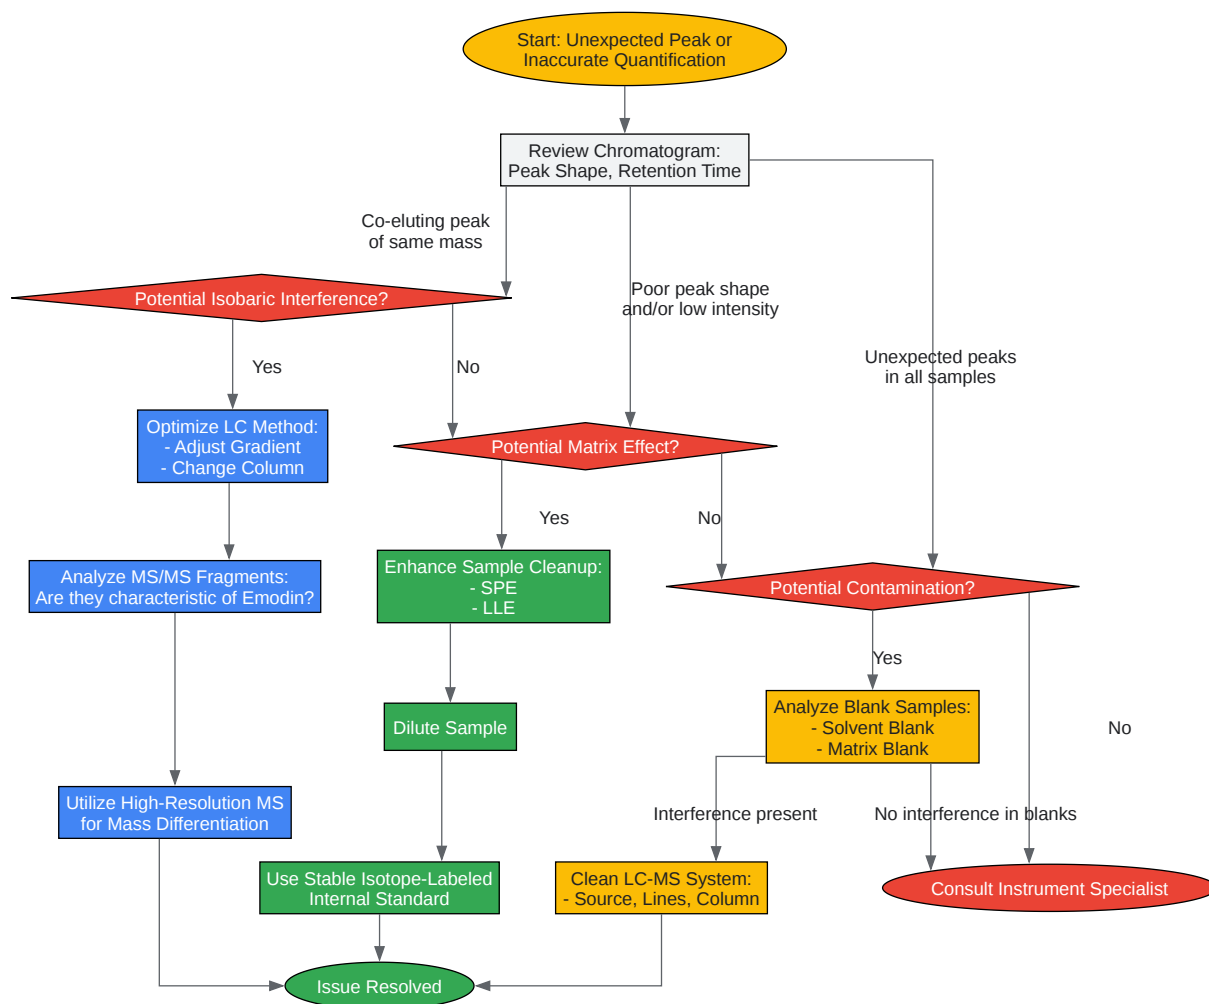 Start: Unexpected Peak or
Inaccurate Quantification
Review Chromatogram:
Peak Shape, Retention Time
Co-eluting peak
of same mass
Poor peak shape
and/or low intensity
Unexpected peaks
in all samples
Potential Isobaric Interference?
Yes
No
Optimize LC Method:
- Adjust Gradient
- Change Column
Potential Matrix Effect?
Yes
No
Analyze MS/MS Fragments:
Are they characteristic of Emodin?
Enhance Sample Cleanup:
- SPE
- LLE
Potential Contamination?
Yes
No
Dilute Sample
Analyze Blank Samples:
- Solvent Blank
- Matrix Blank
Utilize High-Resolution MS
for Mass Differentiation
Interference present
No interference in blanks
Use Stable Isotope-Labeled
Internal Standard
Clean LC-MS System:
- Source, Lines, Column
Consult Instrument Specialist
Issue Resolved